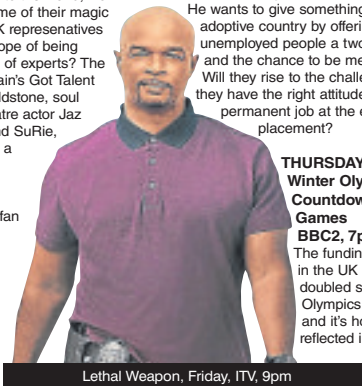 me of their magic
K represenatives
ope of being
of experts? The
ain's Got Talent
ldstone, soul
atre actor Jaz
d SuRie,
a
fan
He wants to give something
adoptive country by offerin
unemployed people a two
and the chance to be me
Will they rise to the challe
they have the right attitude
permanent job at the e
placement?
THURSDAY
Winter Oly
Countdow
Games
BBC2, 7p
The fundin
in the UK
doubled s
Olympics
and it's ho
reflected i
Lethal Weapon, Friday, ITV, 9pm